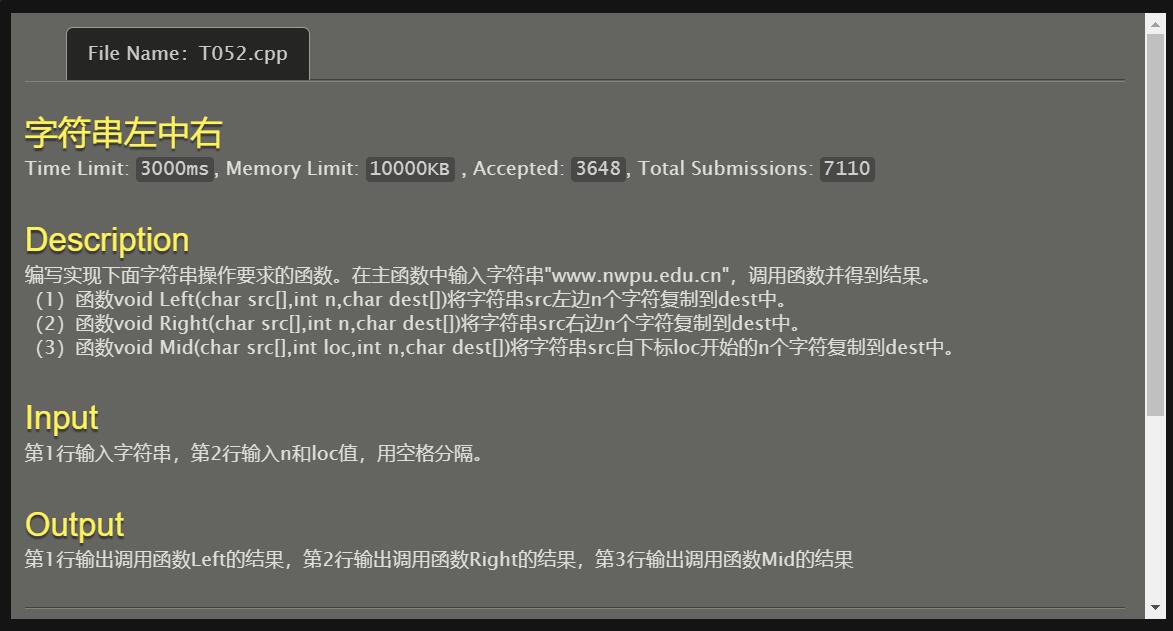 File Name：T052.cpp
字符串左中右
Time Limit: 3000ms, Memory Limit: 10000KB , Accepted: 3648, Total Submissions: 7110
Description
编写实现下面字符串操作要求的函数。在主函数中输入字符串"www.nwpu.edu.cn"，调用函数并得到结果。
（1）函数void Left(char src[],int n,char dest[])将字符串src左边n个字符复制到dest中。
（2）函数void Right(char src[],int n,char dest[])将字符串src右边n个字符复制到dest中。
（3）函数void Mid(char src[],int loc,int n,char dest[])将字符串src自下标loc开始的n个字符复制到dest中。
Input
第1行输入字符串，第2行输入n和loc值，用空格分隔。
Output
第1行输出调用函数Left的结果，第2行输出调用函数Right的结果，第3行输出调用函数Mid的结果